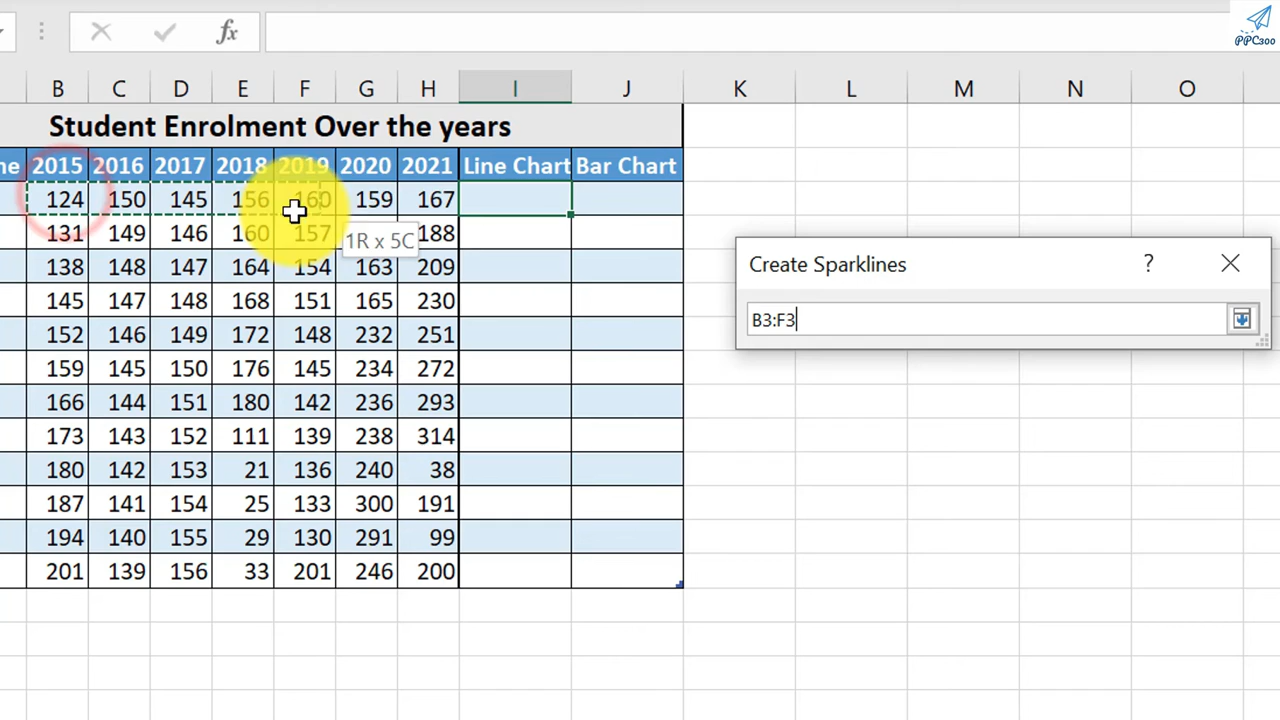 PPC300
fx
B C D E F G H I J K L M N O
Student Enrolment Over the years
ne 2015 2016 2017 2018 2019 2020 2021 Line Chart Bar Chart
124 150 145 156 160 159 167
131 149 146 160 157 188
1R x 5C
138 148 147 164 154 163 209
145 147 148 168 151 165 230
152 146 149 172 148 232 251
159 145 150 176 145 234 272
166 144 151 180 142 236 293
173 143 152 111 139 238 314
180 142 153 21 136 240 38
187 141 154 25 133 300 191
194 140 155 29 130 291 99
201 139 156 33 201 246 200
Create Sparklines ?
B3:F3